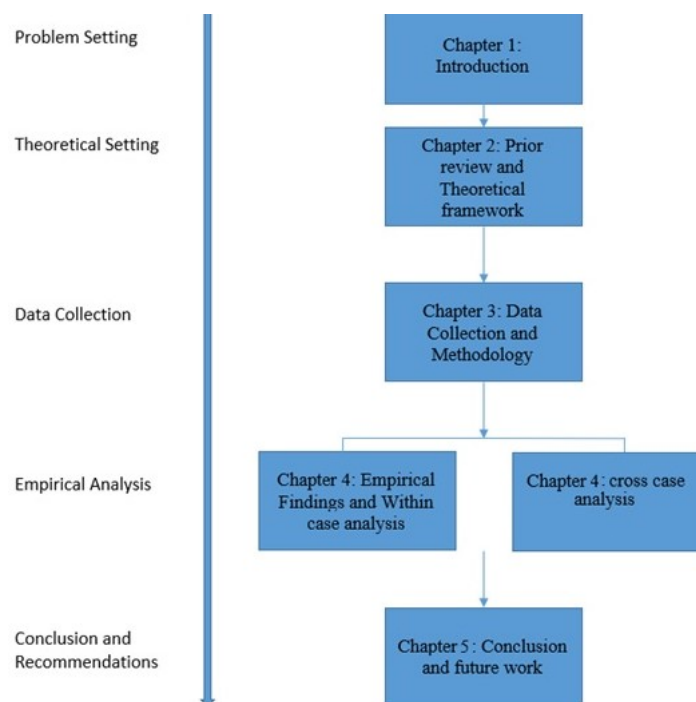 Problem Setting
Chapter 1:
Introduction
Theoretical Setting
Chapter 2: Prior
review and
Theoretical
framework
Data Collection
Chapter 3: Data
Collection and
Methodology
Empirical Analysis
Chapter 4: Empirical
Findings and Within
case analysis
Chapter 4: cross case
analysis
Conclusion and
Recommendations
Chapter 5: Conclusion
and future work